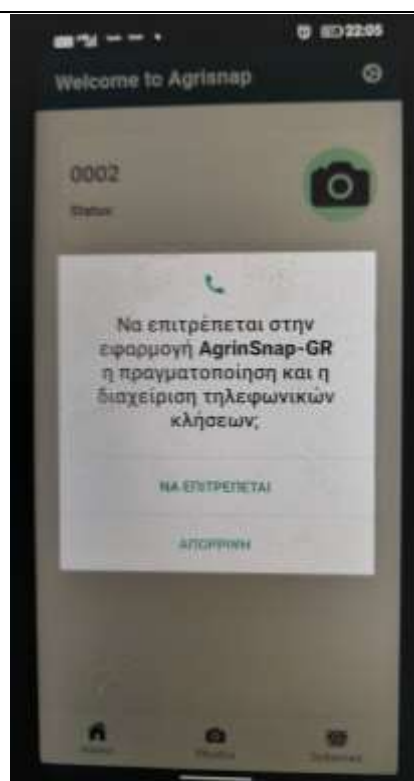 22:05
Welcome to Agrisnap
0002
Status
Να επιτρέπεται στην
εφαρμογή AgrinSnap-GR
η πραγματοποίηση και η
διαχείριση τηλεφωνικών
κλήσεων;
ΝΑ ΕΠΙΤΡΕΠΕΤΑΙ
ΑΠΟΡΡΙΨΗ